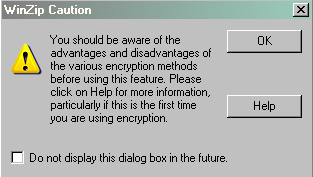 WinZip Caution
You should be aware of the
advantages and disadvantages of
the various encryption methods
before using this feature. Please
click on Help for more information,
particularly if this is the first time
you are using encryption.
OK
Help
Do not display this dialog box in the future.